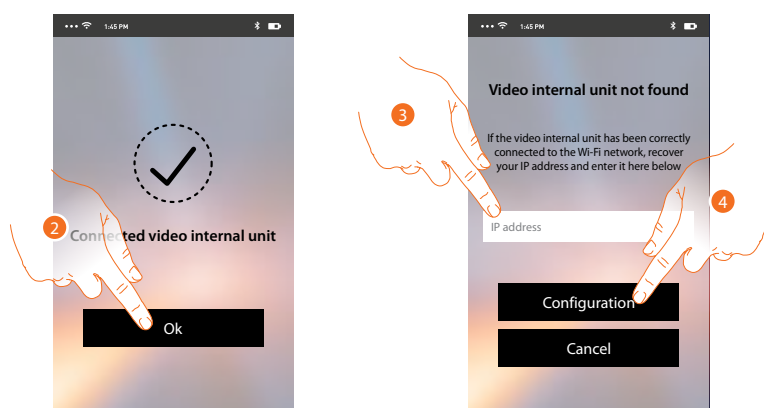 1:45 PM
2
Connected video internal unit
Ok
1:45 PM
3
Video internal unit not found
If the video internal unit has been correctly
connected to the Wi-Fi network, recover
your IP address and enter it here below
4
IP address
Configuration
Cancel